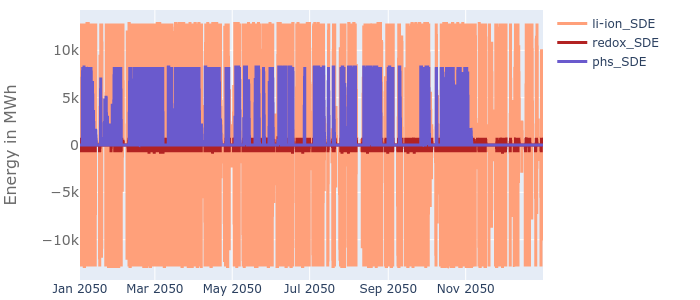 Energy in MWh
10k
5k
0
−5k
−10k
Jan 2050
Mar 2050
May 2050
Jul 2050
Sep 2050
Nov 2050
li-ion_SDE
redox_SDE
phs_SDE